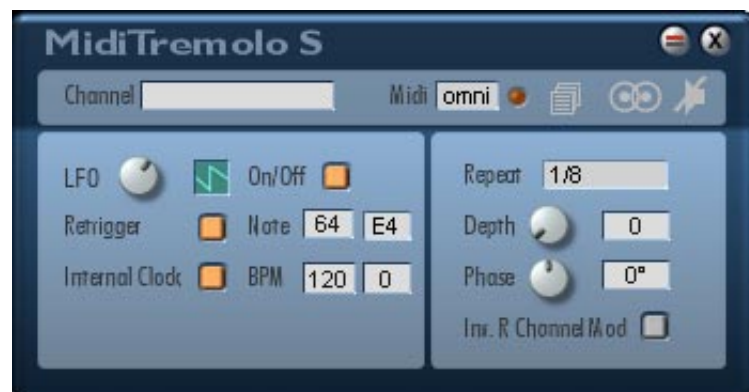 MidiTremolo S
Channel Midi omni
LFO On/Off
Retrigger Note 64 E4
Internal Clock BPM 120 0
Repeat 1/8
Depth 0
Phase 0°
Inv. R Channel Mod